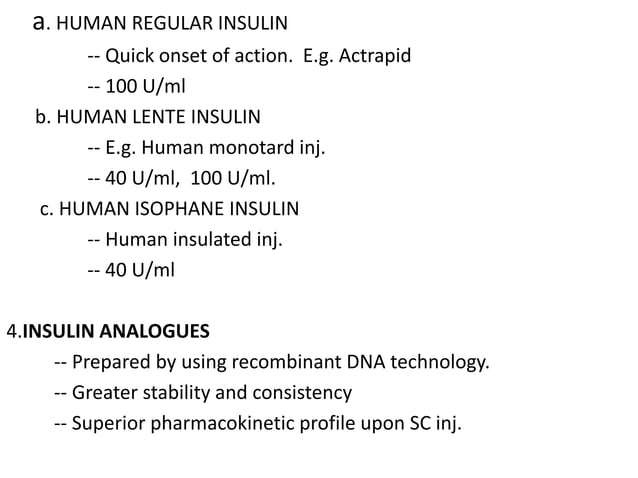 a. HUMAN REGULAR INSULIN
-- Quick onset of action.  E.g. Actrapid
-- 100 U/ml
b. HUMAN LENTE INSULIN
-- E.g. Human monotard inj.
-- 40 U/ml,  100 U/ml.
c. HUMAN ISOPHANE INSULIN
-- Human insulated inj.
-- 40 U/ml
4.INSULIN ANALOGUES
-- Prepared by using recombinant DNA technology.
-- Greater stability and consistency
-- Superior pharmacokinetic profile upon SC inj.